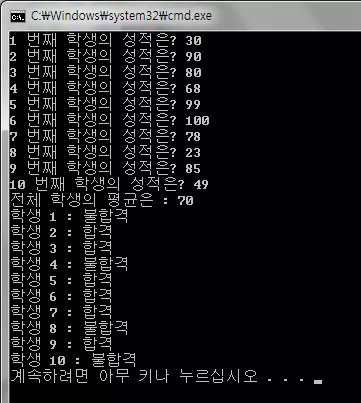 C:\Windows\system32\cmd.exe
1 번째 학생의 성적은? 30
2 번째 학생의 성적은? 90
3 번째 학생의 성적은? 80
4 번째 학생의 성적은? 68
5 번째 학생의 성적은? 99
6 번째 학생의 성적은? 100
7 번째 학생의 성적은? 78
8 번째 학생의 성적은? 23
9 번째 학생의 성적은? 85
10 번째 학생의 성적은? 49
전체 학생의 평균은 : 70
학생 1 : 불합격
학생 2 : 합격
학생 3 : 합격
학생 4 : 불합격
학생 5 : 합격
학생 6 : 합격
학생 7 : 합격
학생 8 : 불합격
학생 9 : 합격
학생 10 : 불합격
계속하려면 아무 키나 누르십시오 . . .